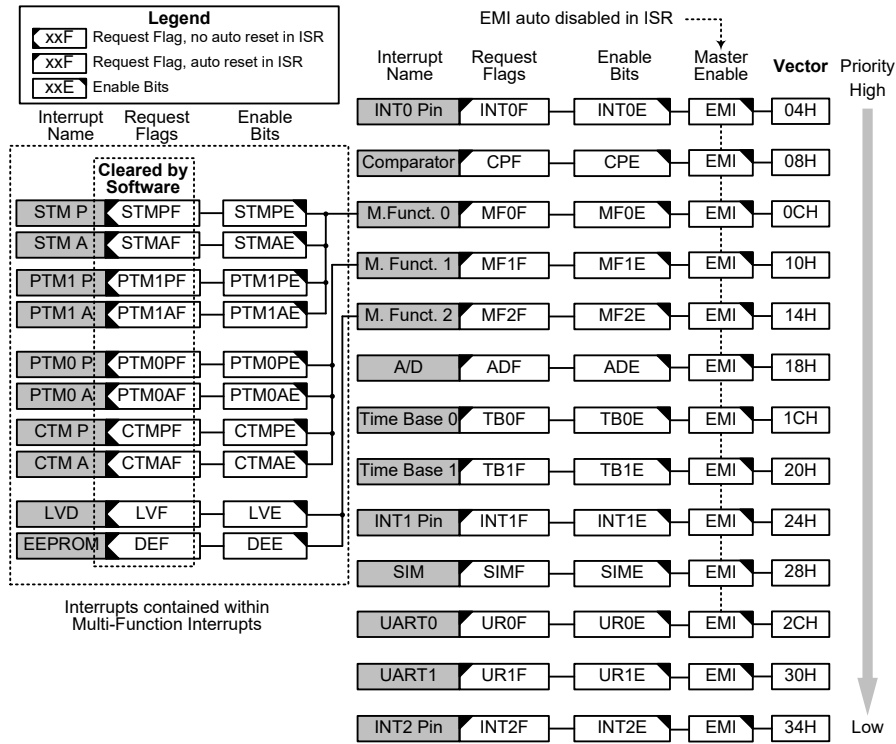 Legend
xxF Request Flag, no auto reset in ISR
xxF Request Flag, auto reset in ISR
xxE Enable Bits
EMI auto disabled in ISR
Interrupt Name Request Flags Enable Bits Master Enable Vector Priority
High
INT0 Pin INT0F INT0E EMI 04H
Comparator CPF CPE EMI 08H
M.Funct. 0 MF0F MF0E EMI 0CH
M. Funct. 1 MF1F MF1E EMI 10H
M. Funct. 2 MF2F MF2E EMI 14H
A/D ADF ADE EMI 18H
Time Base 0 TB0F TB0E EMI 1CH
Time Base 1 TB1F TB1E EMI 20H
INT1 Pin INT1F INT1E EMI 24H
SIM SIMF SIME EMI 28H
UART0 UR0F UR0E EMI 2CH
UART1 UR1F UR1E EMI 30H
INT2 Pin INT2F INT2E EMI 34H
Low
Interrupt Name Request Flags Enable Bits
Cleared by
Software
STM P STMPF STMPE
STM A STMAF STMAE
PTM1 P PTM1PF PTM1PE
PTM1 A PTM1AF PTM1AE
PTM0 P PTM0PF PTM0PE
PTM0 A PTM0AF PTM0AE
CTM P CTMPF CTMPE
CTM A CTMAF CTMAE
LVD LVF LVE
EEPROM DEF DEE
Interrupts contained within
Multi-Function Interrupts